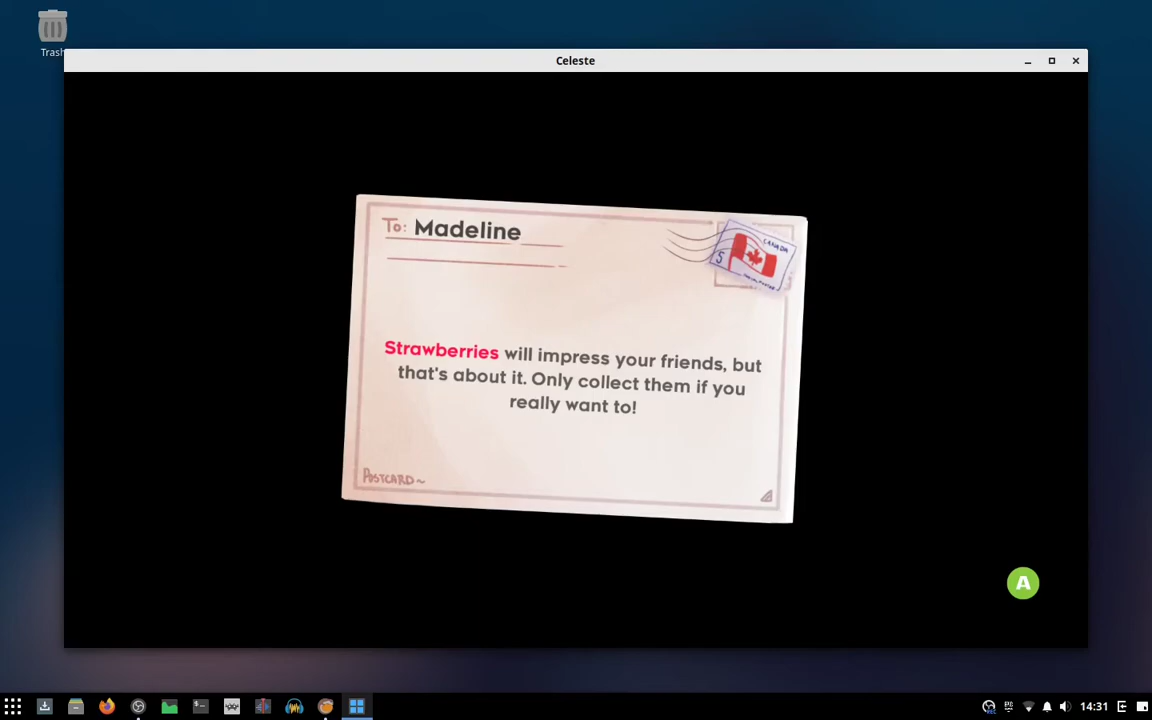 Trash
Celeste
To: Madeline
CANADA
5
Strawberries will impress your friends, but
that's about it. Only collect them if you
really want to!
POSTCARD~
A
14:31